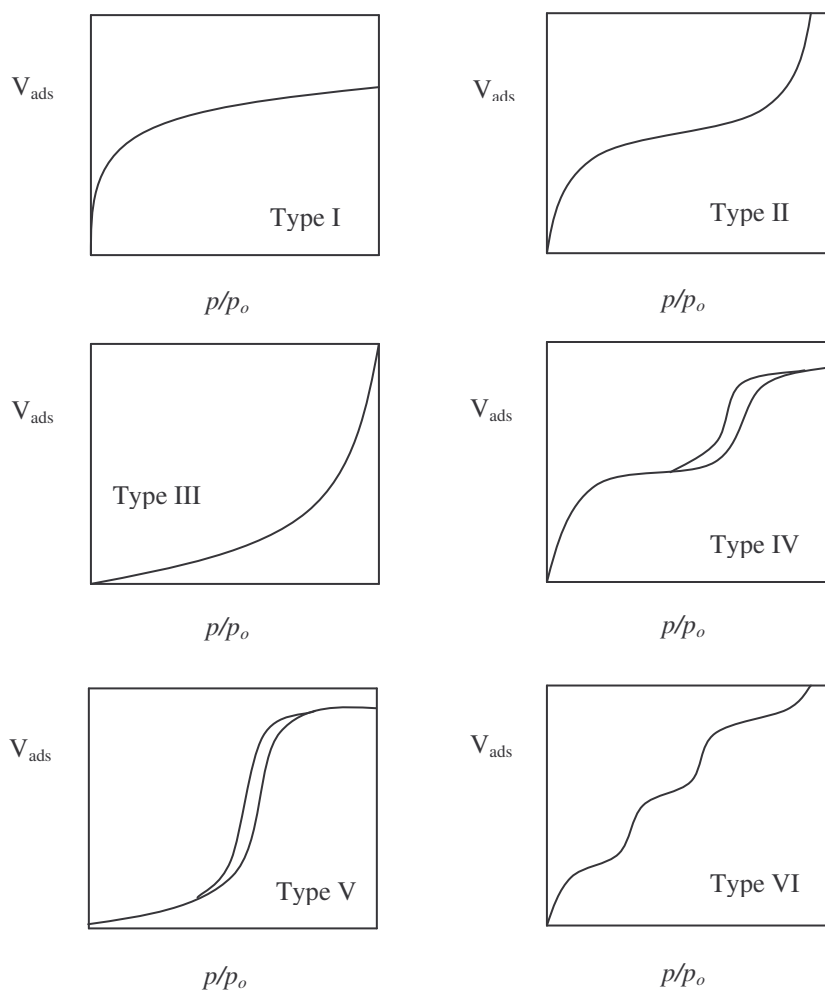 V_ads
Type I
p/p_o
V_ads
Type II
p/p_o
V_ads
Type III
p/p_o
V_ads
Type IV
p/p_o
V_ads
Type V
p/p_o
V_ads
Type VI
p/p_o